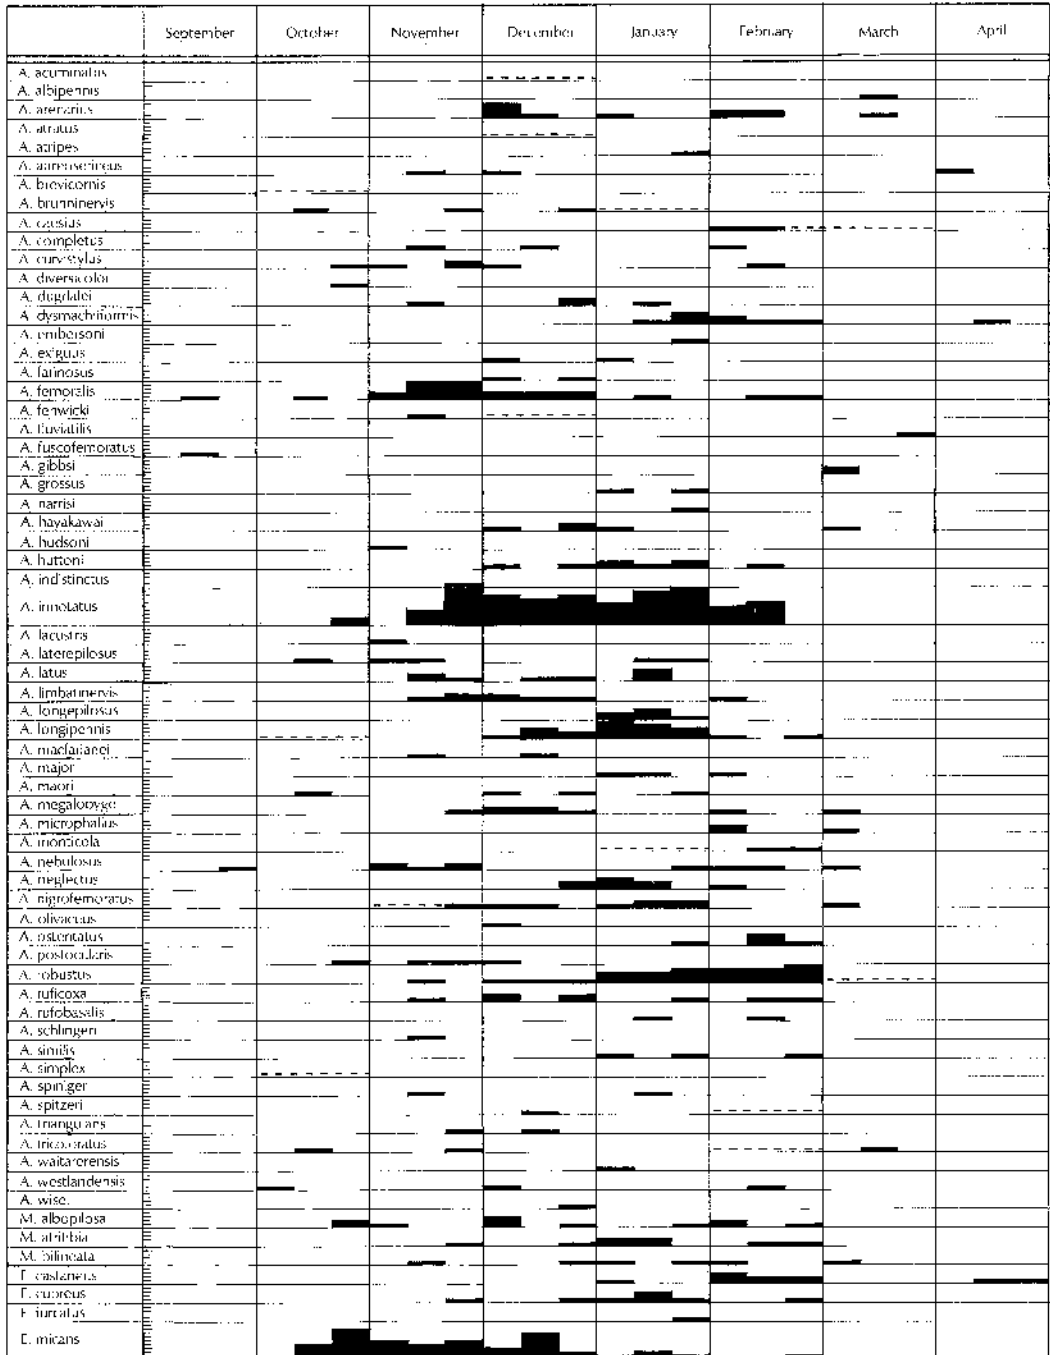 September October November December January February March April
A. acuminatus
A. albipennis
A. arenarius
A. atratus
A. atripes
A. aureosericeus
A. brevicornis
A. brunninervis
A. caesius
A. completus
A. curvistylus
A. diversicolor
A. dugdalei
A. dysmachiiformis
A. embersoni
A. exiguus
A. farinosus
A. femoralis
A. fenwicki
A. fluviatilis
A. fuscofemoratus
A. gibbsi
A. grossus
A. harrisi
A. hayakawai
A. hudsoni
A. huttoni
A. indistinctus
A. innotatus
A. lacustris
A. laterepilosus
A. latus
A. limbatinervis
A. longepilosus
A. longipennis
A. macfarlanei
A. major
A. maori
A. megalopyge
A. microphallus
A. monticola
A. nebulosus
A. neglectus
A. nigrofemoratus
A. olivaceus
A. ostentatus
A. postocularis
A. robustus
A. ruficoxa
A. rufobasalis
A. schlingeri
A. similis
A. simplex
A. spiniger
A. spitzeri
A. triangularis
A. tricoloratus
A. waitarerensis
A. westlandensis
A. wisei
M. albopilosa
M. atritibia
M. bilineata
E. castaneus
E. cupreus
E. furcatus
E. micans